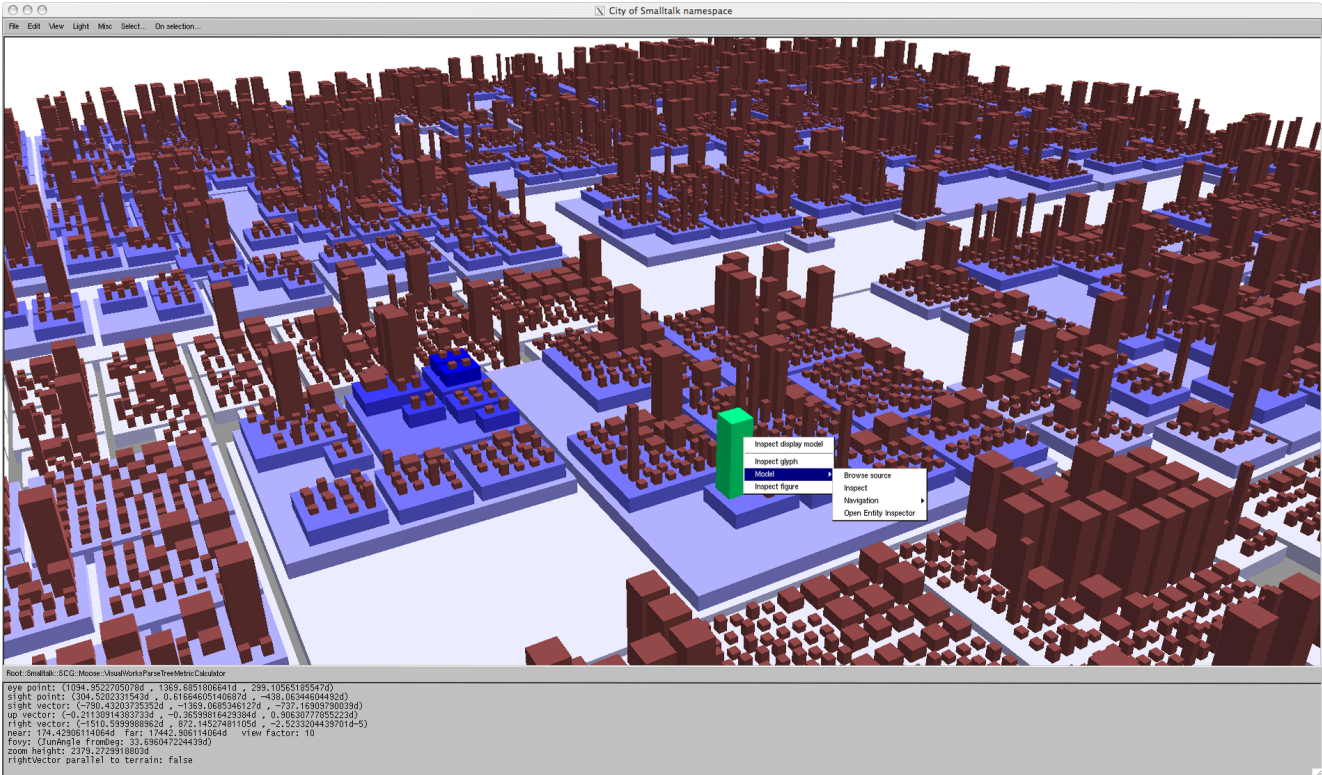 City of Smalltalk namespace
File Edit View Light Misc Select... On selection...
Inspect display model
Inspect glyph
Model
Inspect figure
Browse source
Inspect
Navigation
Open Entity Inspector
Root::Smalltalk::SCG::Moose::VisualWorksParseTreeMetricCalculator
eye point: (1094.9522705078d , 1369.6851806641d , 299.10565185547d)
sight point: (304.5202331543d , 0.61664605140687d , -438.06344604492d)
sight vector: (-790.43203735352d , -1369.0685346127d , -737.16909790039d)
up vector: (-0.21130914383733d , -0.36599816429384d , 0.90630777855223d)
right vector: (-1510.5999988962d , 872.14527481105d , -2.5233204439701d-5)
near: 174.42906114064d far: 17442.906114064d view factor: 10
fovy: (JunAngle fromDeg: 33.696047224439d)
zoom height: 2379.2729918803d
rightVector parallel to terrain: false